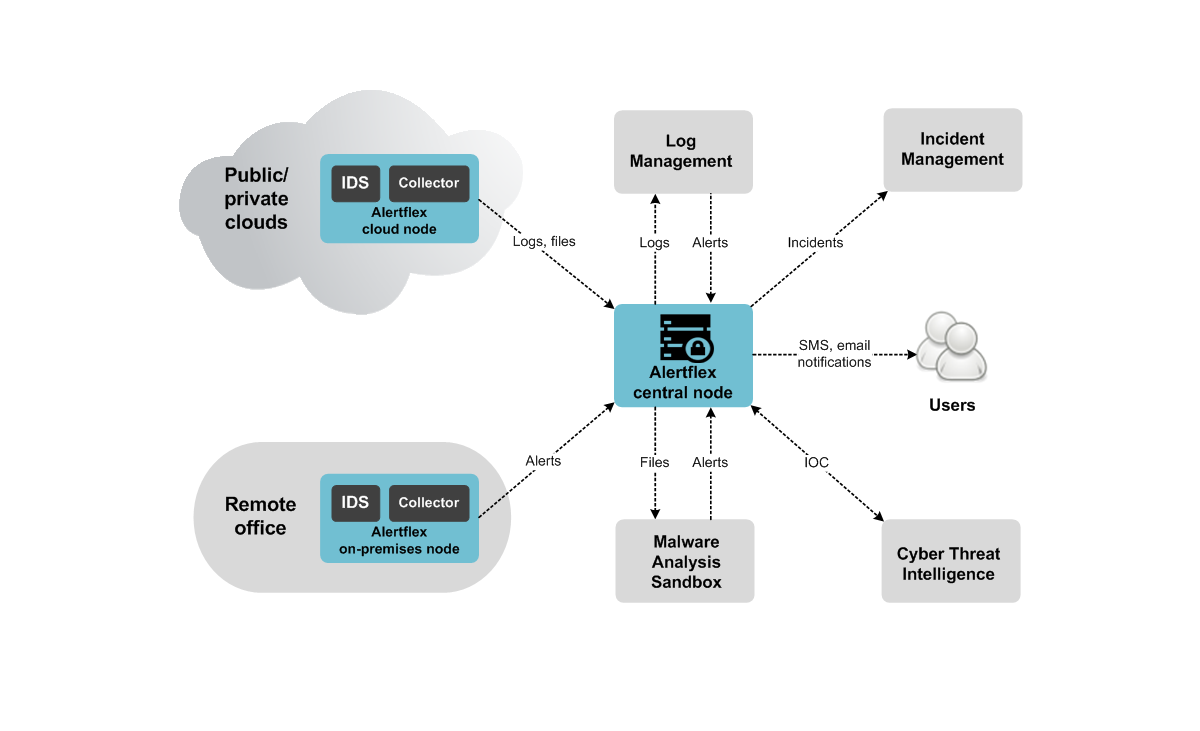 Public/
private
clouds
IDS
Collector
Alertflex
cloud node
Logs, files
Log
Management
Incident
Management
Logs
Alerts
Incidents
Alertflex
central node
SMS, email
notifications
Users
Remote
office
IDS
Collector
Alertflex
on-premises node
Alerts
Files
Alerts
IOC
Malware
Analysis
Sandbox
Cyber Threat
Intelligence